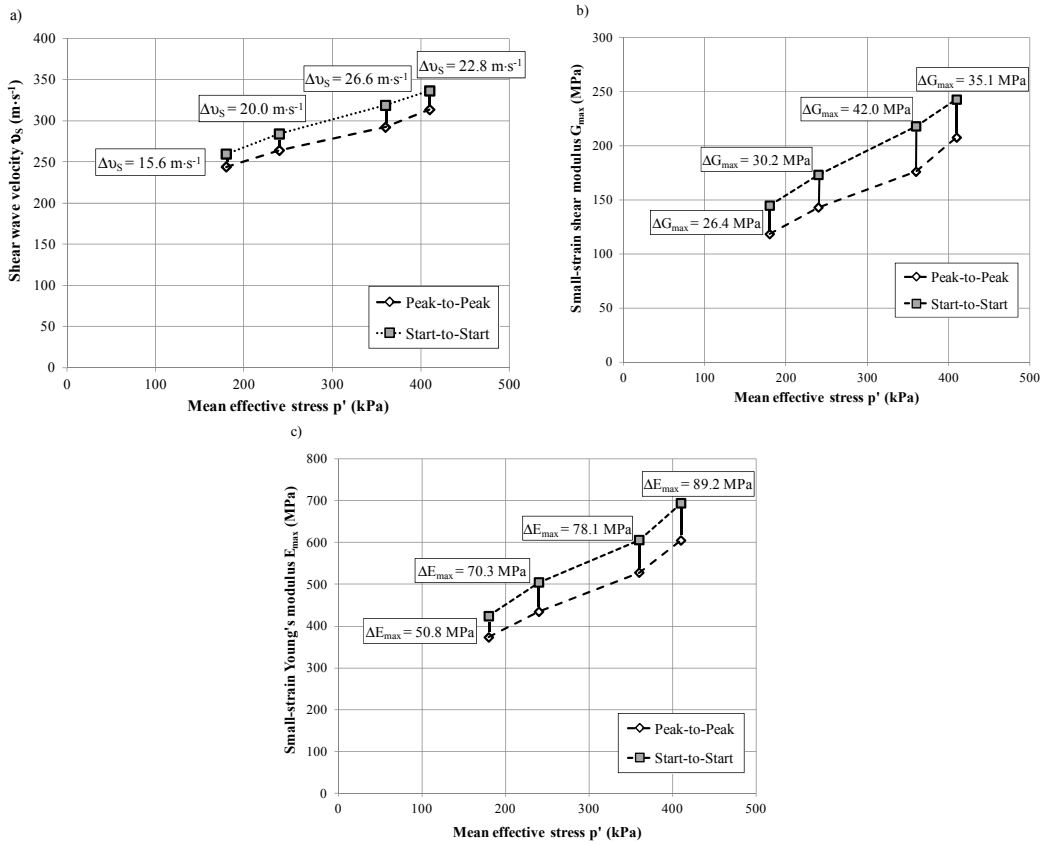 a)
Shear wave velocity υS (m·s-1)
400
350
300
250
200
150
100
50
0
0 100 200 300 400 500
Mean effective stress p' (kPa)
ΔυS = 15.6 m·s-1
ΔυS = 20.0 m·s-1
ΔυS = 26.6 m·s-1
ΔυS = 22.8 m·s-1
Peak-to-Peak
Start-to-Start
b)
Small-strain shear modulus Gmax (MPa)
300
250
200
150
100
50
0
0 100 200 300 400 500
Mean effective stress p' (kPa)
ΔGmax = 26.4 MPa
ΔGmax = 30.2 MPa
ΔGmax = 42.0 MPa
ΔGmax = 35.1 MPa
Peak-to-Peak
Start-to-Start
c)
Small-strain Young's modulus Emax (MPa)
800
700
600
500
400
300
200
100
0
0 100 200 300 400 500
Mean effective stress p' (kPa)
ΔEmax = 50.8 MPa
ΔEmax = 70.3 MPa
ΔEmax = 78.1 MPa
ΔEmax = 89.2 MPa
Peak-to-Peak
Start-to-Start